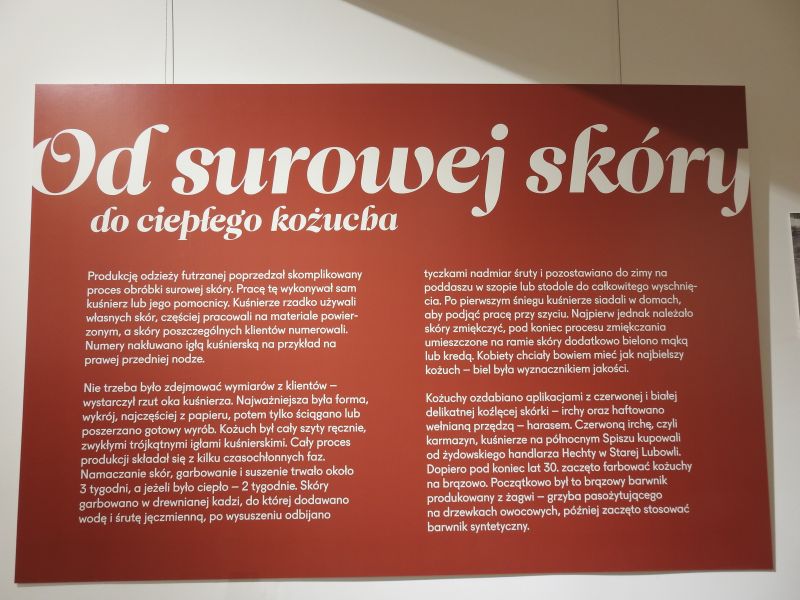 Od surowej skóry
do ciepłego kożucha
Produkcję odzieży futrzanej poprzedzał skomplikowany
proces obróbki surowej skóry. Pracę tę wykonywał sam
kuśnierz lub jego pomocnicy. Kuśnierze rzadko używali
własnych skór, częściej pracowali na materiale powier-
zonym, a skóry poszczególnych klientów numerowali.
Numery nakłuwano igłą kuśnierską na przykład na
prawej przedniej nodze.
Nie trzeba było zdejmować wymiarów z klientów –
wystarczył rzut oka kuśnierza. Najważniejsza była forma,
wykrój, najczęściej z papieru, potem tylko ściągano lub
poszerzano gotowy wyrób. Kożuch był cały szyty ręcznie,
zwykłymi trójkątnymi igłami kuśnierskimi. Cały proces
produkcji składał się z kilku czasochłonnych faz.
Namaczanie skór, garbowanie i suszenie trwało około
3 tygodni, a jeżeli było ciepło – 2 tygodnie. Skóry
garbowano w drewnianej kadzi, do której dodawano
wodę i śrutę jęczmienną, po wysuszeniu odbijano
tyczkami nadmiar śruty i pozostawiano do zimy na
poddaszu w szopie lub stodole do całkowitego wyschnię-
cia. Po pierwszym śniegu kuśnierze siadali w domach,
aby podjąć pracę przy szyciu. Najpierw jednak należało
skóry zmiękczyć, pod koniec procesu zmiękczania
umieszczone na ramie skóry dodatkowo bielono mąką
lub kredą. Kobiety chciały bowiem mieć jak najbielszy
kożuch – biel była wyznacznikiem jakości.
Kożuchy ozdabiano aplikacjami z czerwonej i białej
delikatnej koźlęcej skórki – irchy oraz haftowano
wełnianą przędzą – harasem. Czerwoną irchę, czyli
karmazyn, kuśnierze na północnym Spiszu kupowali
od żydowskiego handlarza Hechty w Starej Lubowli.
Dopiero pod koniec lat 30. zaczęto farbować kożuchy
na brązowo. Początkowo był to brązowy barwnik
produkowany z żagwi – grzyba pasożytującego
na drzewkach owocowych, później zaczęto stosować
barwnik syntetyczny.